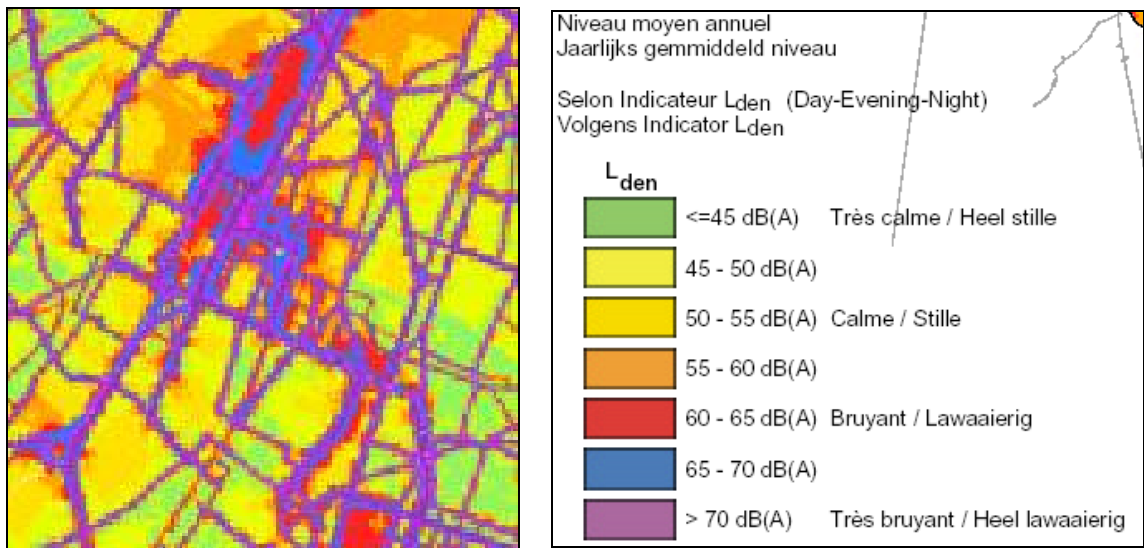 Niveau moyen annuel
Jaarlijks gemmiddeld niveau
Selon Indicateur Lden (Day-Evening-Night)
Volgens Indicator Lden
Lden
<=45 dB(A) Très calme / Heel stille
45 - 50 dB(A)
50 - 55 dB(A) Calme / Stille
55 - 60 dB(A)
60 - 65 dB(A) Bruyant / Lawaaierig
65 - 70 dB(A)
> 70 dB(A) Très bruyant / Heel lawaaierig